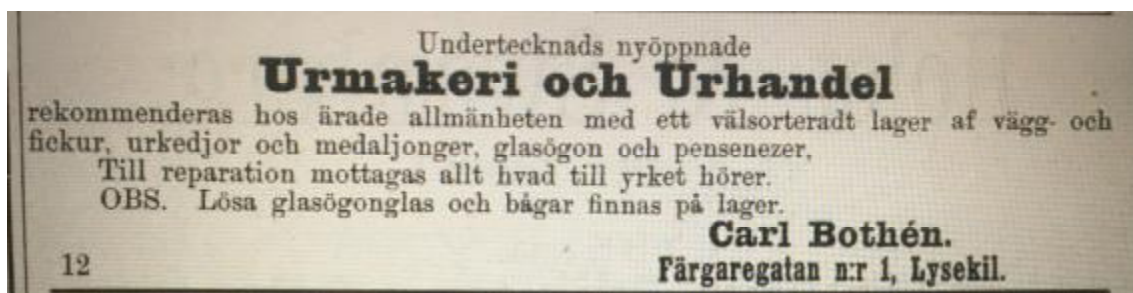 Undertecknads nyöppnade
Urmakeri och Urhandel
rekommenderas hos ärade allmänheten med ett välsorteradt lager af vägg- och
fickur, urkedjor och medaljonger, glasögon och pensenezer,
Till reparation mottagas allt hvad till yrket hörer.
OBS. Lösa glasögonglas och bågar finnas på lager.
Carl Bothén.
12 Färgaregatan n:r 1, Lysekil.